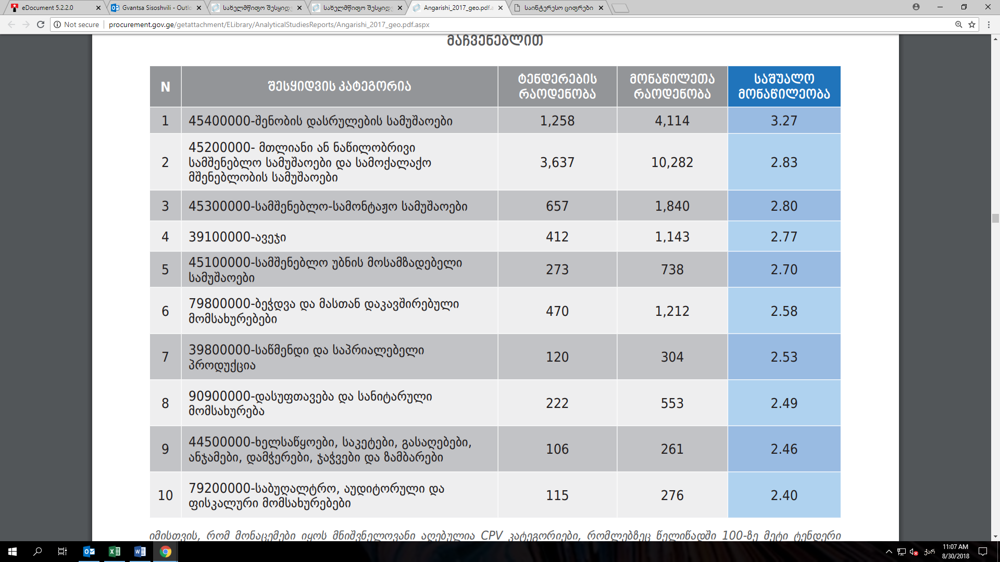 eDocument 5.2.2.0
Gvantsa Sisoshvili - Outlo
სახელმწიფო შესყიდვ
სახელმწიფო შესყიდვ
Angarishi_2017_geo.pdf.a
საინტერესო ციფრები
Not secure procurement.gov.ge/getattachment/ELibrary/AnalyticalStudiesReports/Angarishi_2017_geo.pdf.aspx
მაჩვენებლით
N
შესყიდვის კატეგორია
ტენდერების
რაოდენობა
მონაწილეთა
რაოდენობა
საშუალო
მონაწილეობა
1
45400000-შენობის დასრულების სამუშაოები
1,258
4,114
3.27
2
45200000- მთლიანი ან ნაწილობრივი
სამშენებლო სამუშაოები და სამოქალაქო
მშენებლობის სამუშაოები
3,637
10,282
2.83
3
45300000-სამშენებლო-სამონტაჟო სამუშაოები
657
1,840
2.80
4
39100000-ავეჯი
412
1,143
2.77
5
45100000-სამშენებლო უბნის მოსამზადებელი
სამუშაოები
273
738
2.70
6
79800000-ბეჭდვა და მასთან დაკავშირებული
მომსახურებები
470
1,212
2.58
7
39800000-საწმენდი და საპრიალებელი
პროდუქცია
120
304
2.53
8
90900000-დასუფთავება და სანიტარული
მომსახურება
222
553
2.49
9
44500000-ხელსაწყოები, საკეტები, გასაღებები,
ანჯამები, დამჭერები, ჯაჭვები და ზამბარები
106
261
2.46
10
79200000-საბუღალტრო, აუდიტორული და
ფისკალური მომსახურებები
115
276
2.40
იმისთვის, რომ მონაცემები იყოს მნიშვნელოვანი აღებულია CPV კატეგორიები, რომლებზეც წელიწადში 100-ზე მეტი ტენდერი
ქარ
11:07 AM
8/30/2018